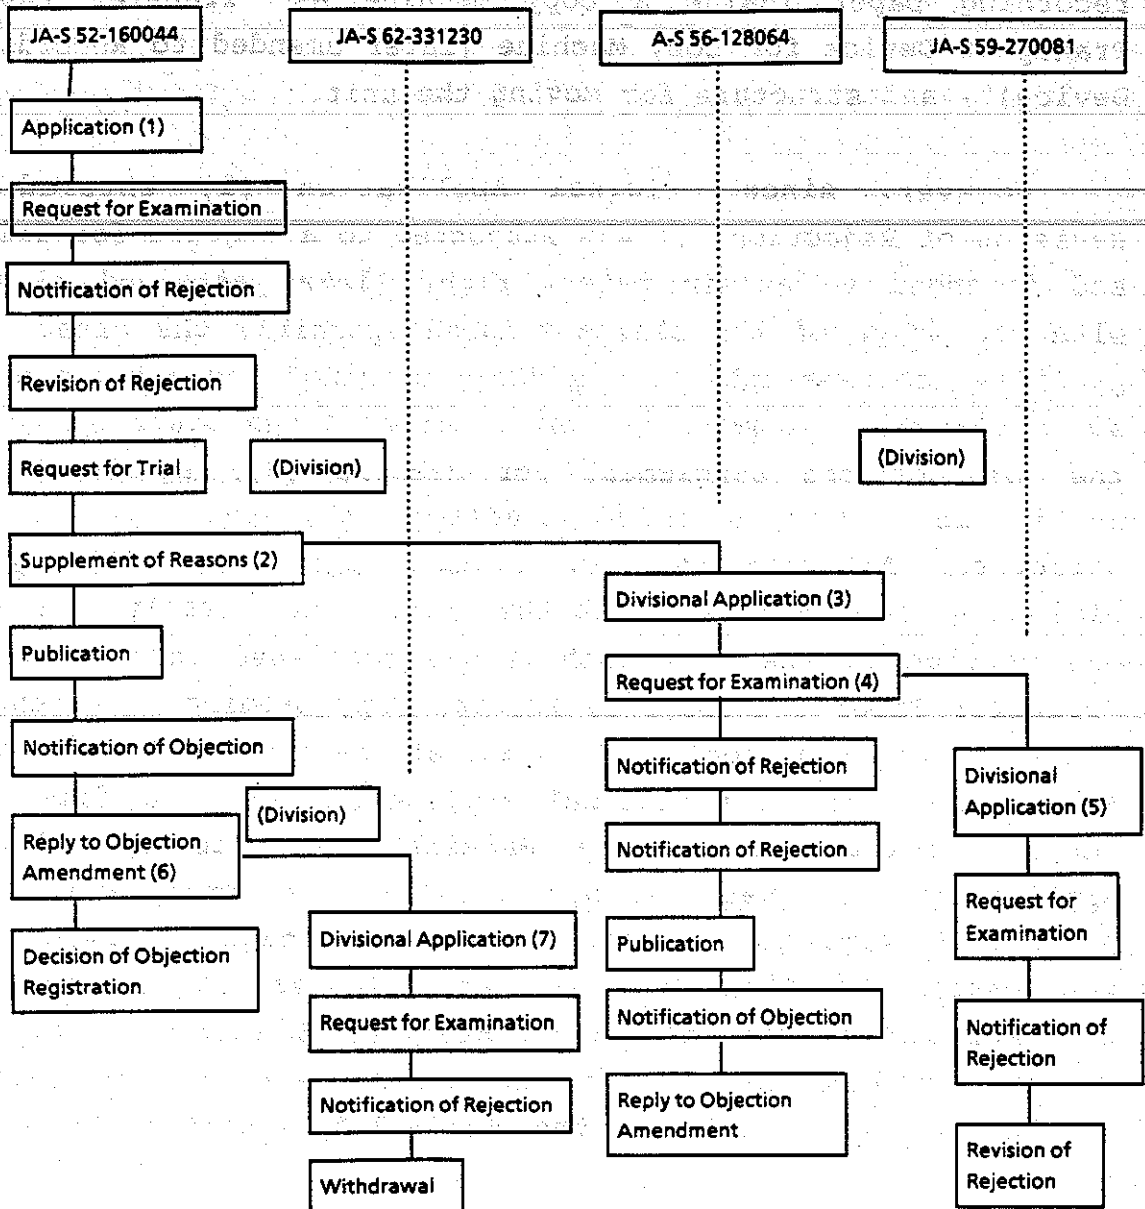 JA-S 52-160044
JA-S 62-331230
A-S 56-128064
JA-S 59-270081
Application (1)
Request for Examination
Notification of Rejection
Revision of Rejection
Request for Trial
(Division)
(Division)
Supplement of Reasons (2)
Divisional Application (3)
Publication
Request for Examination (4)
Notification of Objection
Notification of Rejection
Divisional
Application (5)
(Division)
Reply to Objection
Amendment (6)
Notification of Rejection
Request for
Examination
Decision of Objection
Registration
Divisional Application (7)
Publication
Request for Examination
Notification of Objection
Notification of
Rejection
Notification of Rejection
Reply to Objection
Amendment
Withdrawal
Revision of
Rejection